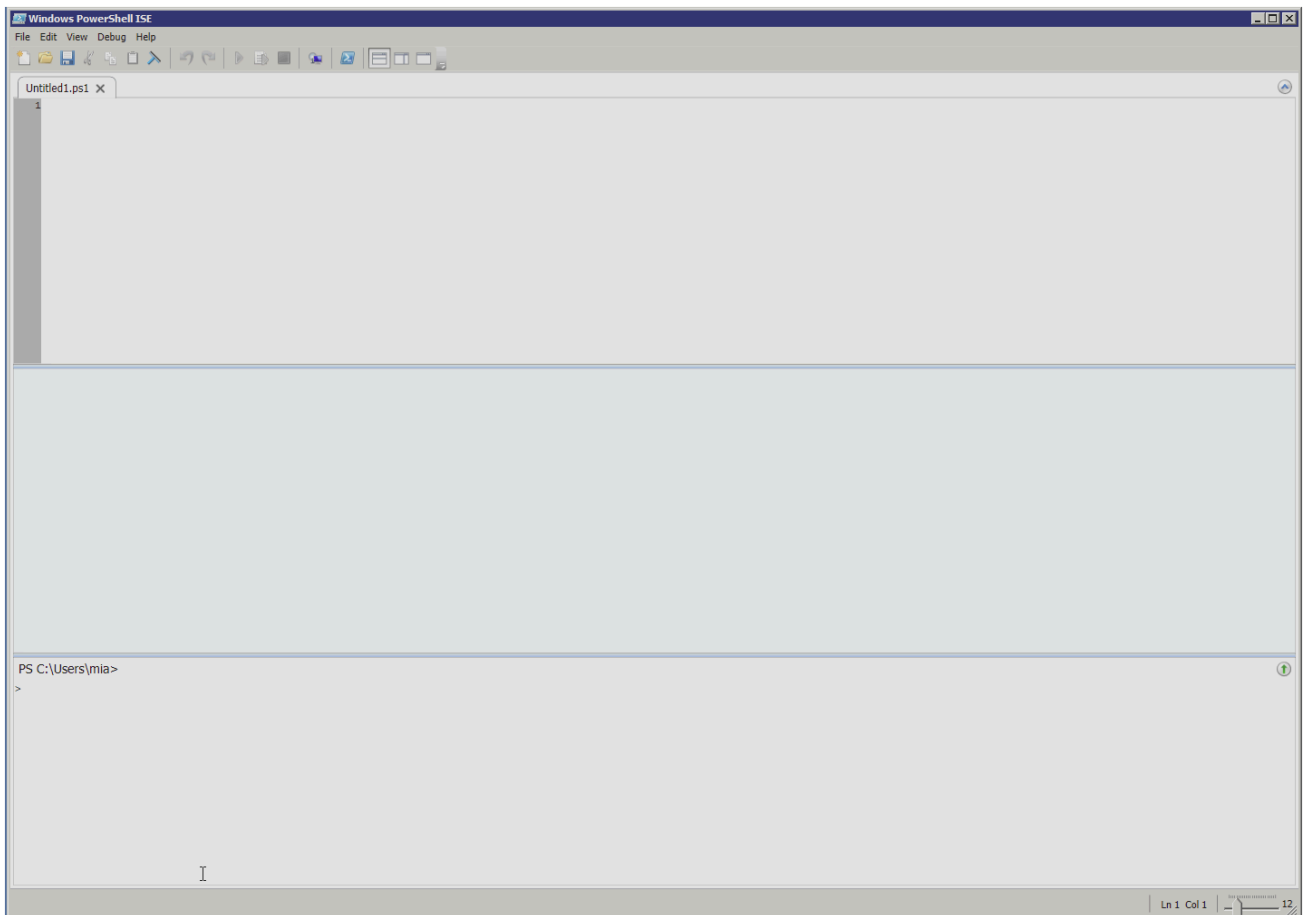 Windows PowerShell ISE
File Edit View Debug Help
Untitled1.ps1
1
PS C:\Users\mia>
>
Ln 1 Col 1 12